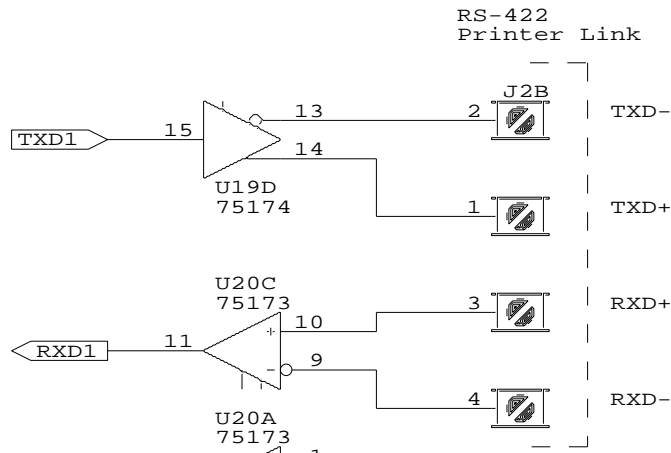 RS-422
Printer Link
J2B
13
2
TXD-
TXD1
15
14
U19D
75174
1
TXD+
U20C
75173
10
3
RXD+
RXD1
11
9
4
RXD-
U20A
75173
1